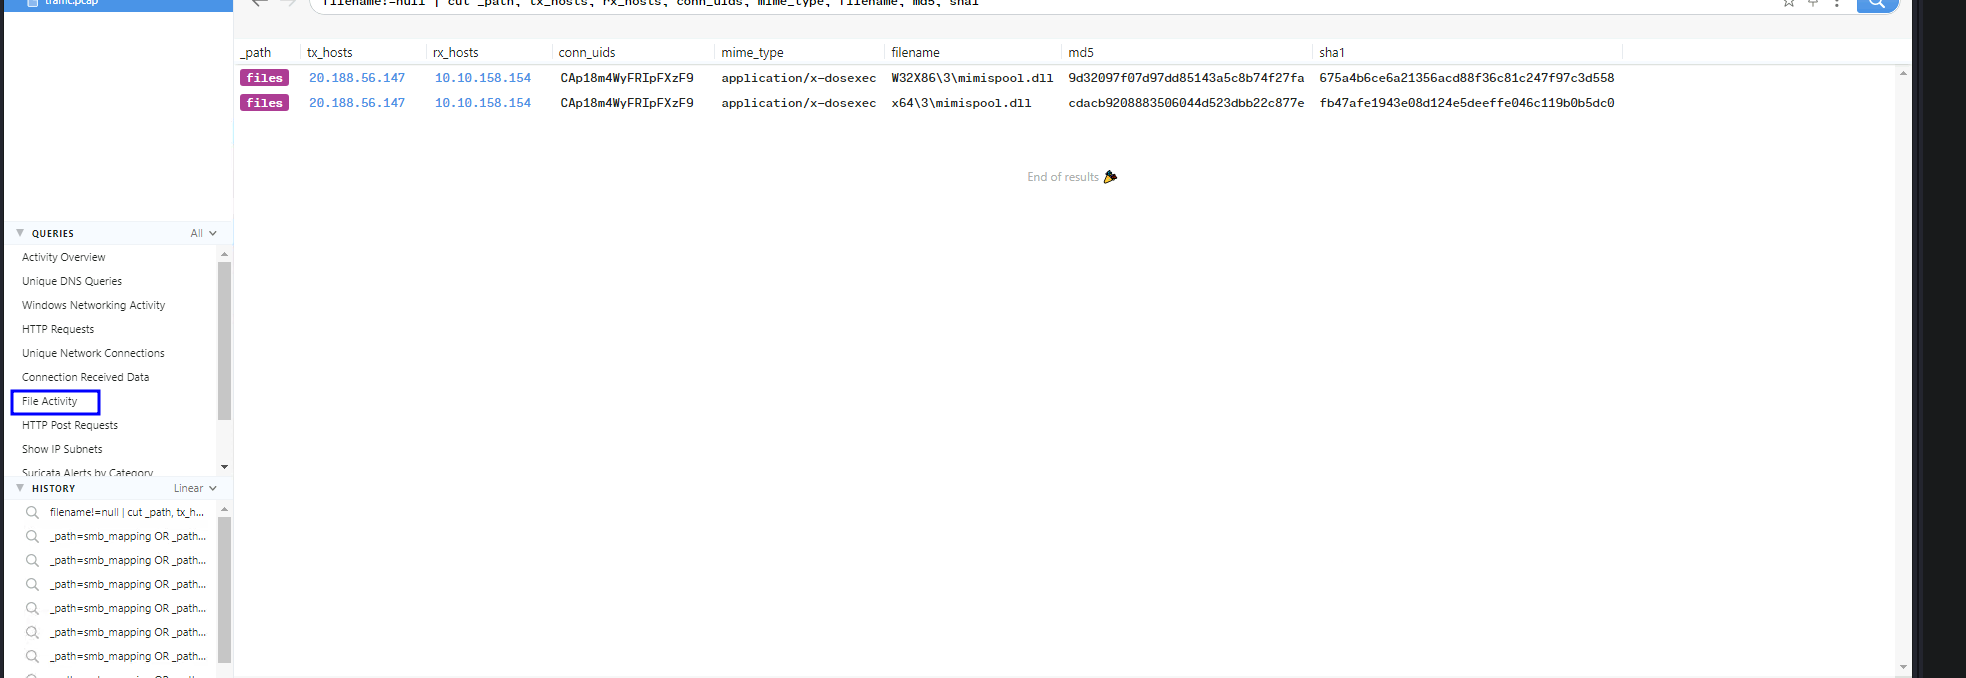 traffic.pcap
filename!=null | cut _path, tx_hosts, rx_hosts, conn_uids, mime_type, filename, md5, sha1
_path tx_hosts rx_hosts conn_uids mime_type filename md5 sha1
files 20.188.56.147 10.10.158.154 CAp18m4WyFRIpFXzF9 application/x-dosexec W32X86\3\mimispool.dll 9d32097f07d97dd85143a5c8b74f27fa 675a4b6ce6a21356acd88f36c81c247f97c3d558
files 20.188.56.147 10.10.158.154 CAp18m4WyFRIpFXzF9 application/x-dosexec x64\3\mimispool.dll cdacb9208883506044d523dbb22c877e fb47afe1943e08d124e5deeffe046c119b0b5dc0
End of results
QUERIES All
Activity Overview
Unique DNS Queries
Windows Networking Activity
HTTP Requests
Unique Network Connections
Connection Received Data
File Activity
HTTP Post Requests
Show IP Subnets
Suricata Alerts by Category
HISTORY Linear
filename!=null | cut _path, tx_h...
_path=smb_mapping OR _path...
_path=smb_mapping OR _path...
_path=smb_mapping OR _path...
_path=smb_mapping OR _path...
_path=smb_mapping OR _path...
_path=smb_mapping OR _path...